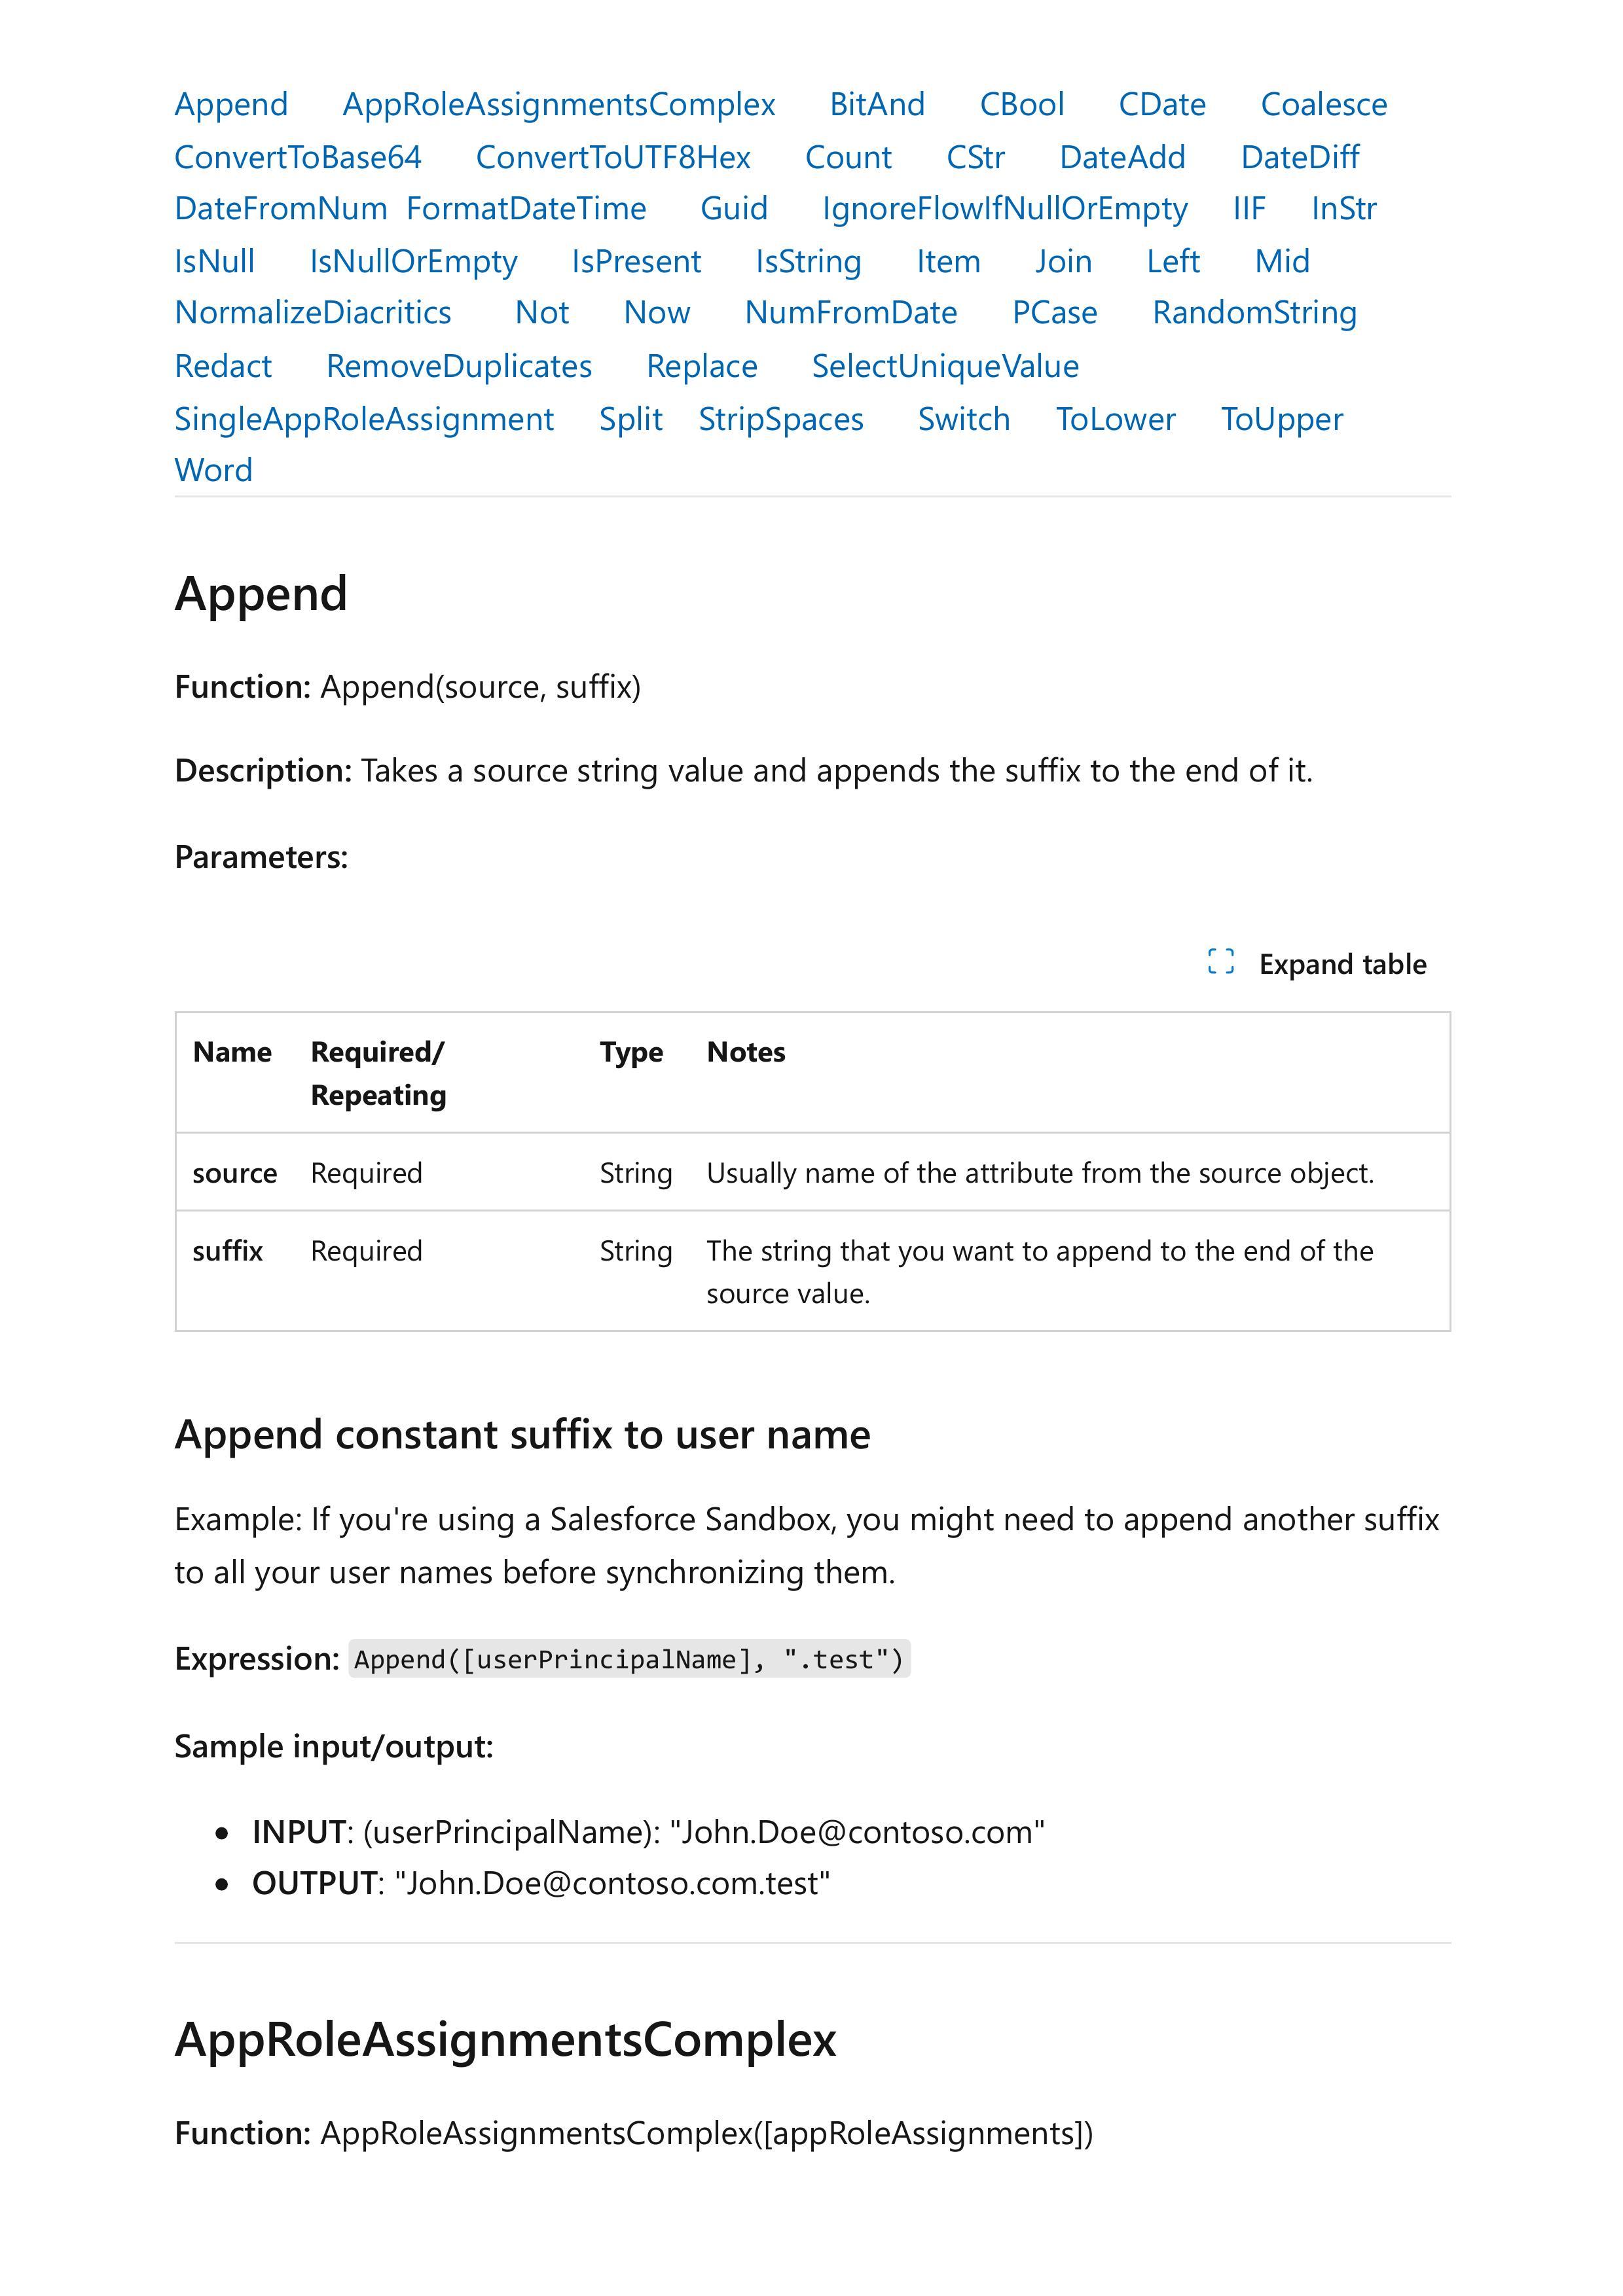 Append AppRoleAssignmentsComplex BitAnd CBool CDate Coalesce
ConvertToBase64 ConvertToUTF8Hex Count CStr DateAdd DateDiff
DateFromNum FormatDateTime Guid IgnoreFlowIfNullOrEmpty IIF InStr
IsNull IsNullOrEmpty IsPresent IsString Item Join Left Mid
NormalizeDiacritics Not Now NumFromDate PCase RandomString
Redact RemoveDuplicates Replace SelectUniqueValue
SingleAppRoleAssignment Split StripSpaces Switch ToLower ToUpper
Word
Append
Function: Append(source, suffix)
Description: Takes a source string value and appends the suffix to the end of it.
Parameters:
Expand table
Name Required/ Type Notes
Repeating
source Required String Usually name of the attribute from the source object.
suffix Required String The string that you want to append to the end of the
source value.
Append constant suffix to user name
Example: If you're using a Salesforce Sandbox, you might need to append another suffix
to all your user names before synchronizing them.
Expression: Append([userPrincipalName], ".test")
Sample input/output:
• INPUT: (userPrincipalName): "John.Doe@contoso.com"
• OUTPUT: "John.Doe@contoso.com.test"
AppRoleAssignmentsComplex
Function: AppRoleAssignmentsComplex([appRoleAssignments])